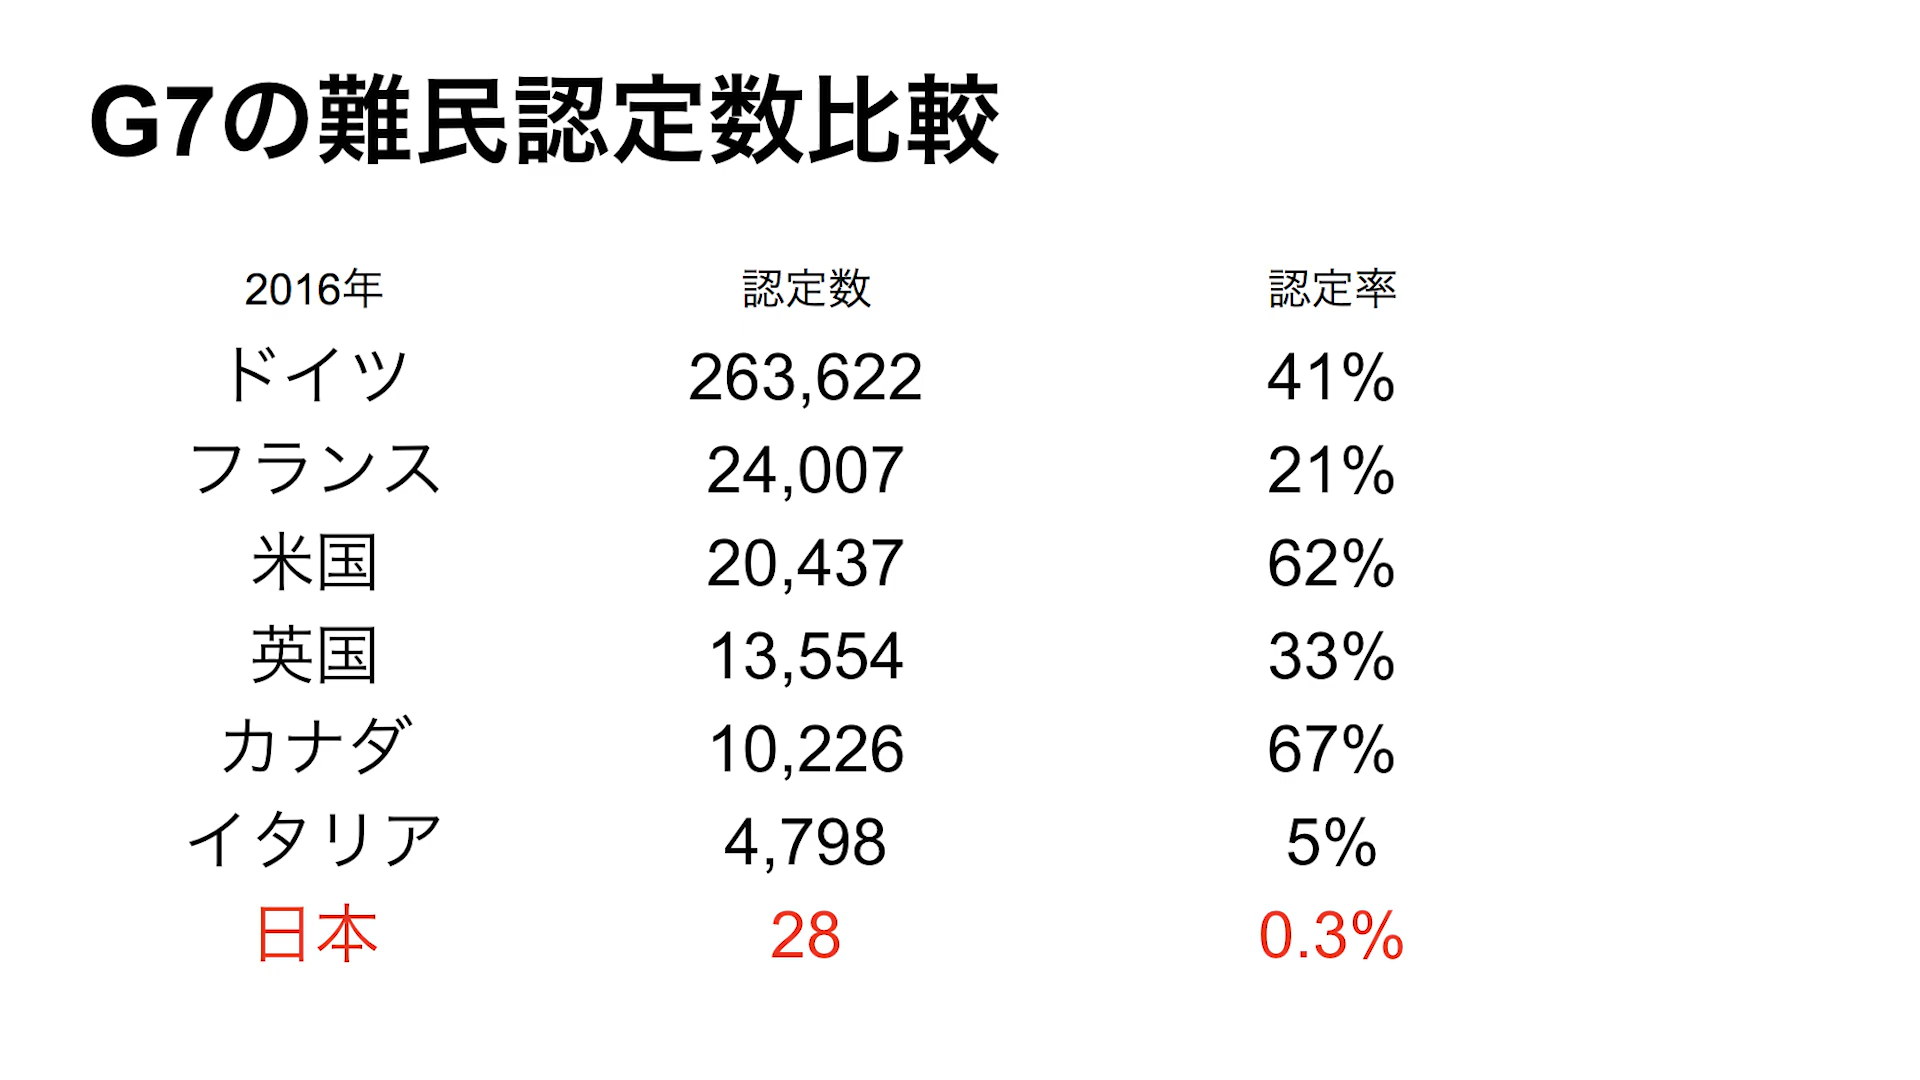 G7の難民認定数比較
2016年 認定数 認定率
ドイツ 263,622 41%
フランス 24,007 21%
米国 20,437 62%
英国 13,554 33%
カナダ 10,226 67%
イタリア 4,798 5%
日本 28 0.3%